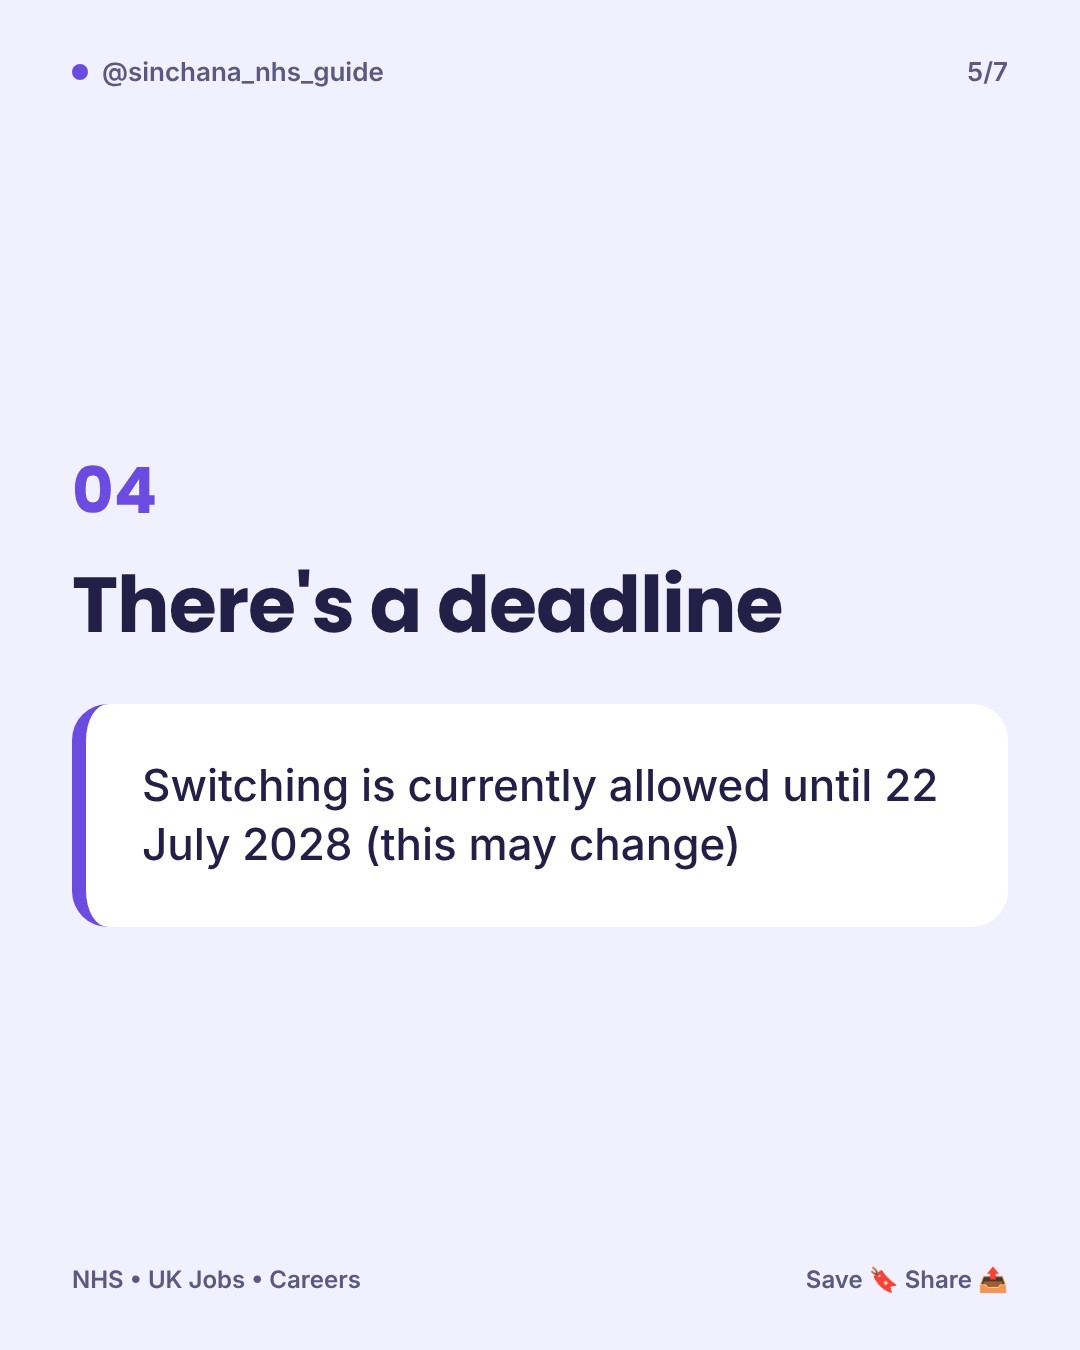 @sinchana_nhs_guide
5/7
04
There's a deadline
Switching is currently allowed until 22
July 2028 (this may change)
NHS • UK Jobs • Careers
Save 🔖 Share 📤